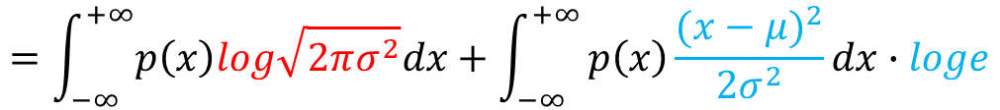 = ∫_{-∞}^{+∞} p(x)log√(2πσ²)dx + ∫_{-∞}^{+∞} p(x) (x − μ)²/2σ² dx · loge